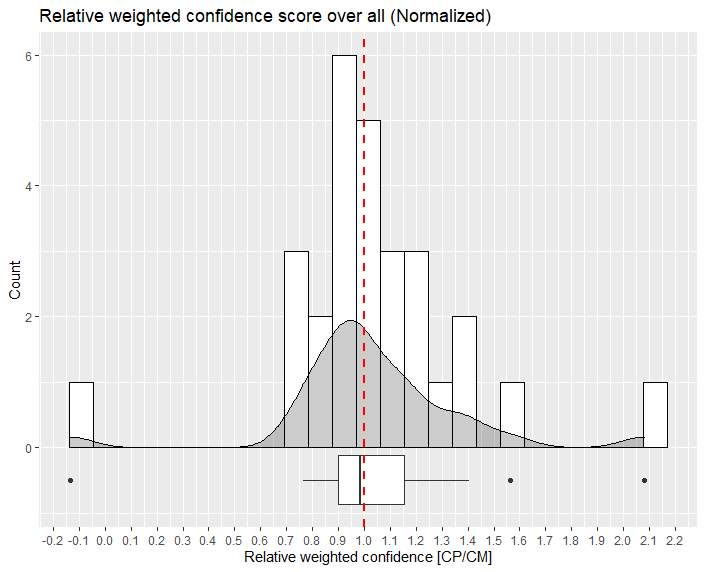 Relative weighted confidence score over all (Normalized)
6
4
2
0
Count
-0.2 -0.1 0.0 0.1 0.2 0.3 0.4 0.5 0.6 0.7 0.8 0.9 1.0 1.1 1.2 1.3 1.4 1.5 1.6 1.7 1.8 1.9 2.0 2.1 2.2
Relative weighted confidence [CP/CM]